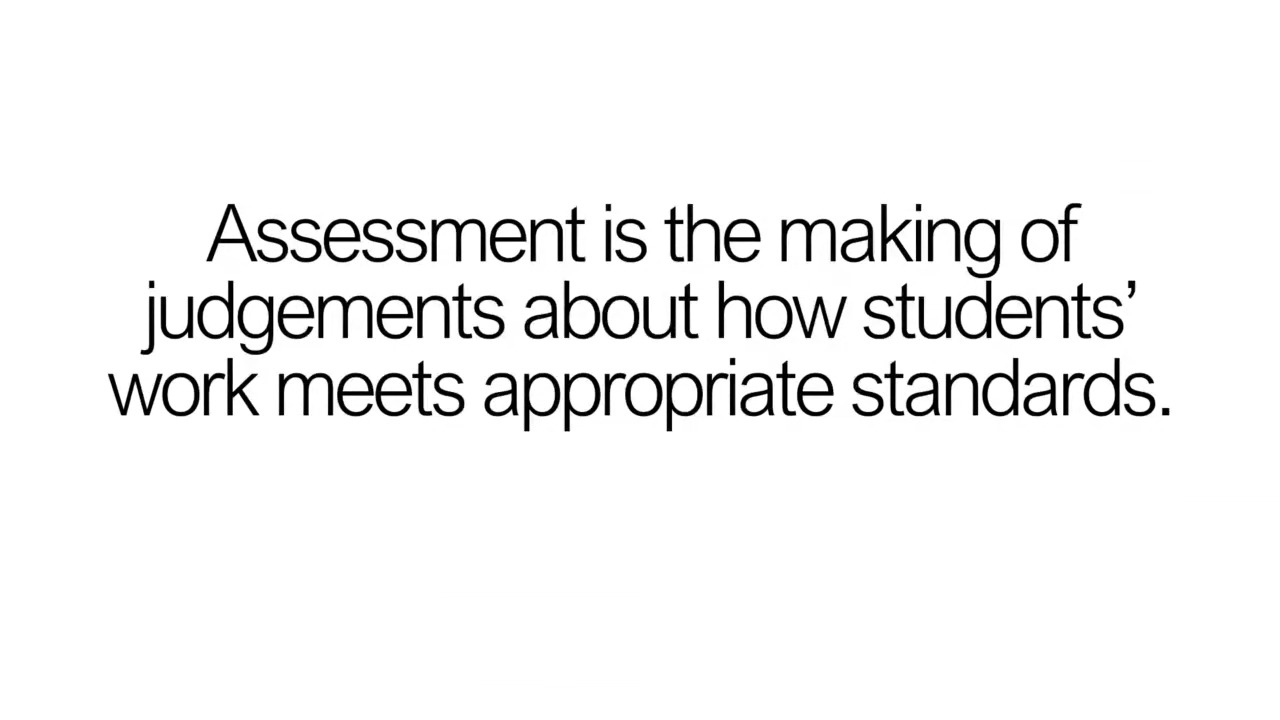 Assessment is the making of
judgements about how students’
work meets appropriate standards.